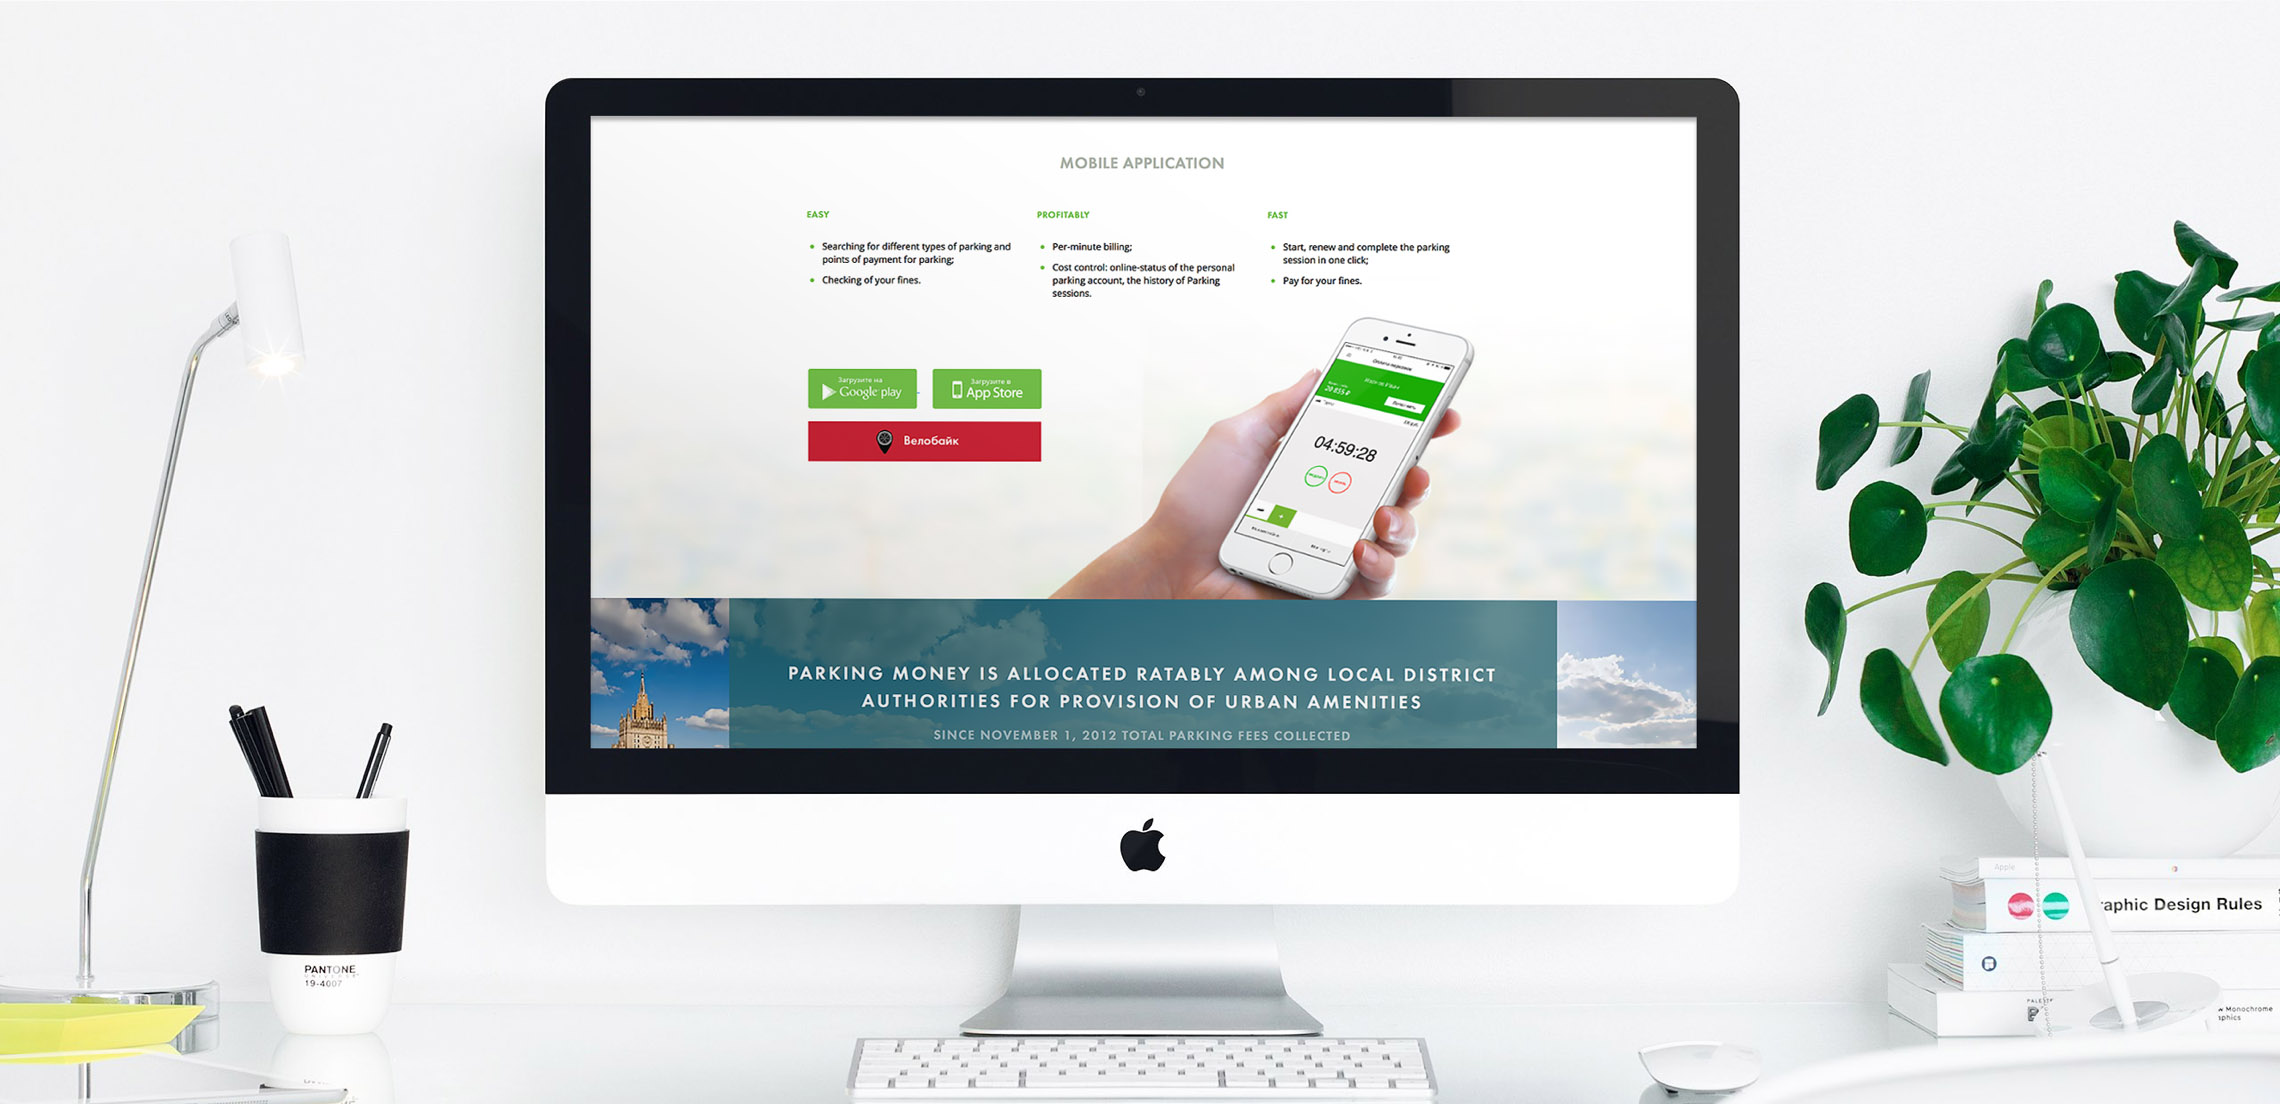 MOBILE APPLICATION
EASY
Searching for different types of parking and
points of payment for parking;
Checking of your fines.
PROFITABLY
Per-minute billing;
Cost control: online-status of the personal
parking account, the history of Parking
sessions.
FAST
Start, renew and complete the parking
session in one click;
Pay for your fines.
Загрузите на
Google play
Загрузите в
App Store
Велобайк
04:59:28
PARKING MONEY IS ALLOCATED RATABLY AMONG LOCAL DISTRICT
AUTHORITIES FOR PROVISION OF URBAN AMENITIES
SINCE NOVEMBER 1, 2012 TOTAL PARKING FEES COLLECTED
PANTONE
UNIVERSE
19-4007
Apple
raphic Design Rules
w Monochrome
aphics